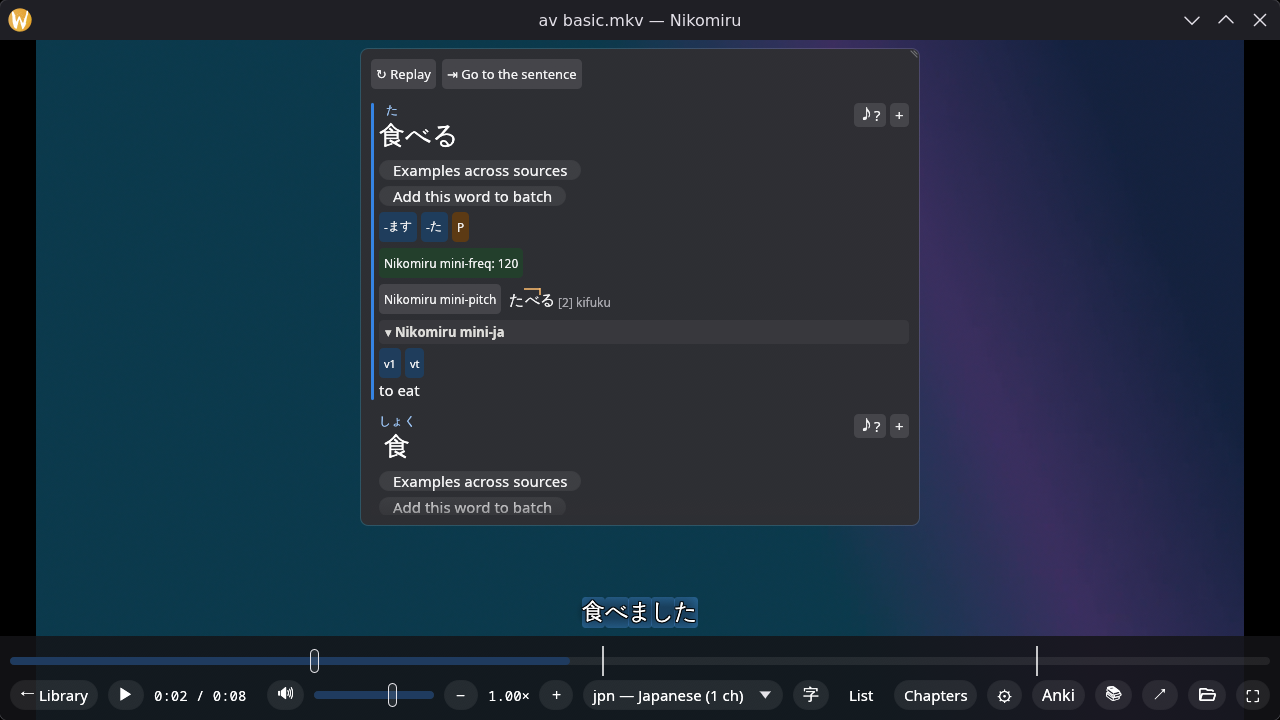 av basic.mkv — Nikomiru
↻ Replay ⇥ Go to the sentence
た
食べる
♪? +
Examples across sources
Add this word to batch
-ます -た P
Nikomiru mini-freq: 120
Nikomiru mini-pitch たべる [2] kifuku
▾ Nikomiru mini-ja
v1 vt
to eat
しょく
食
♪? +
Examples across sources
Add this word to batch
食べました
← Library 0:02 / 0:08 − 1.00× + jpn — Japanese (1 ch) 字 List Chapters Anki